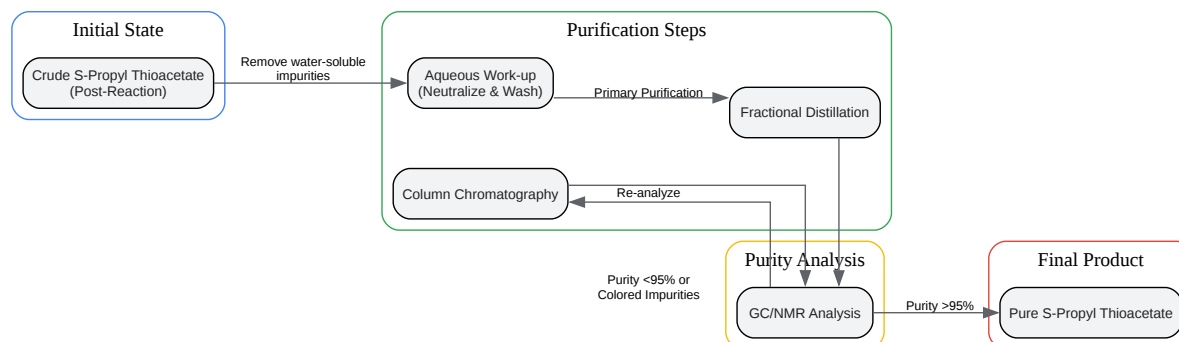 Initial State
Crude S-Propyl Thioacetate
(Post-Reaction)
Remove water-soluble
impurities
Purification Steps
Aqueous Work-up
(Neutralize & Wash)
Primary Purification
Fractional Distillation
Column Chromatography
Re-analyze
Purity Analysis
Purity <95% or
Colored Impurities
GC/NMR Analysis
Purity >95%
Final Product
Pure S-Propyl Thioacetate